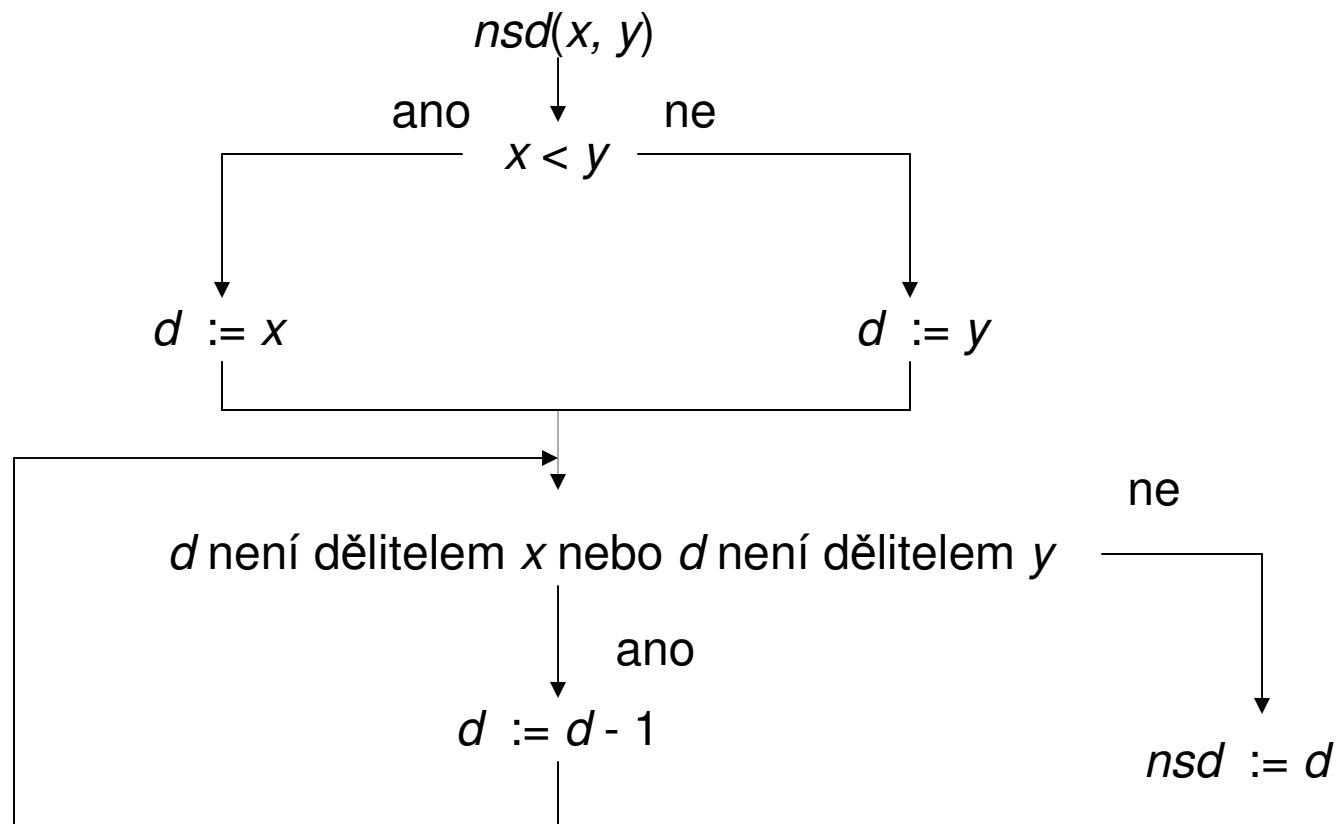 nsd(x, y)
ano
ne
x < y
d := x
d := y
ne
d není dělitelem x nebo d není dělitelem y
ano
d := d - 1
nsd := d